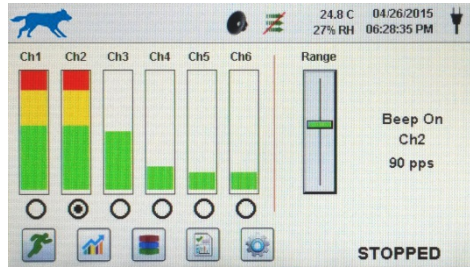 24.8 C 04/26/2015
27% RH 06:28:35 PM
Ch1 Ch2 Ch3 Ch4 Ch5 Ch6 Range
Beep On
Ch2
90 pps
STOPPED